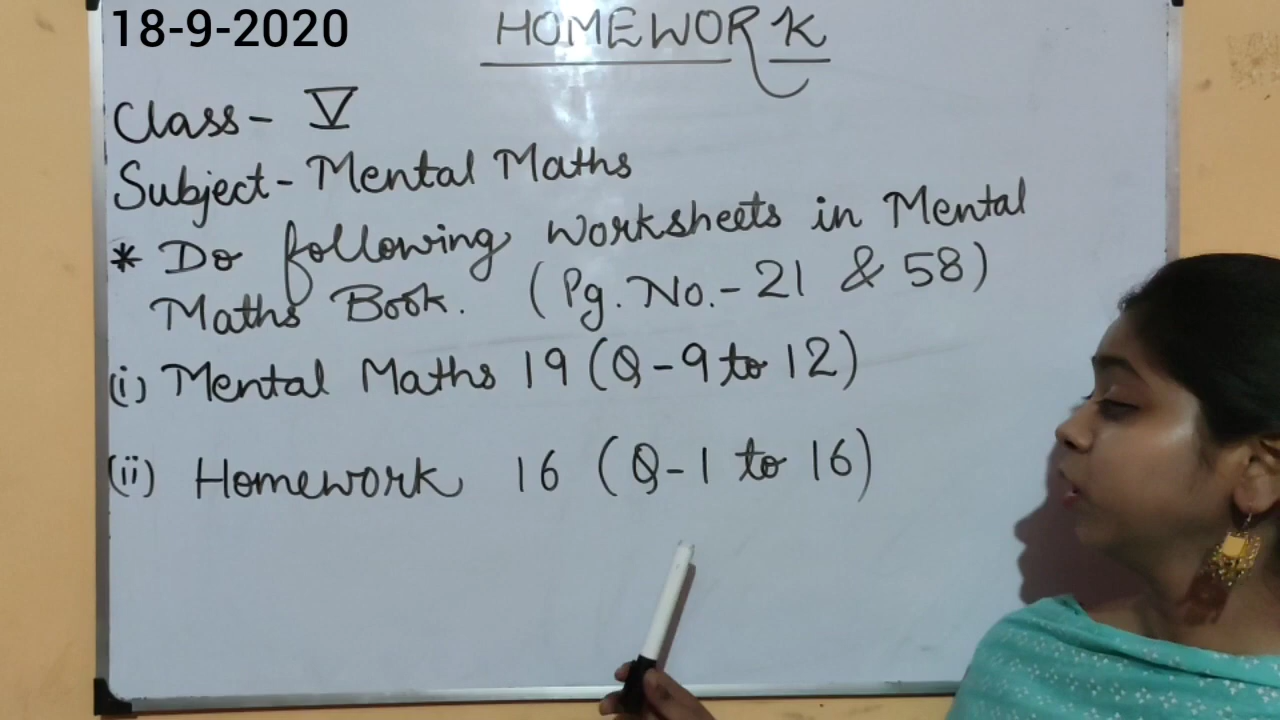 18-9-2020
HOMEWORK
Class- V
Subject- Mental Maths
* Do following worksheets in Mental
Maths Book. (Pg. No.- 21 & 58)
(i) Mental Maths 19 (Q-9 to 12)
(ii) Homework 16 (Q-1 to 16)